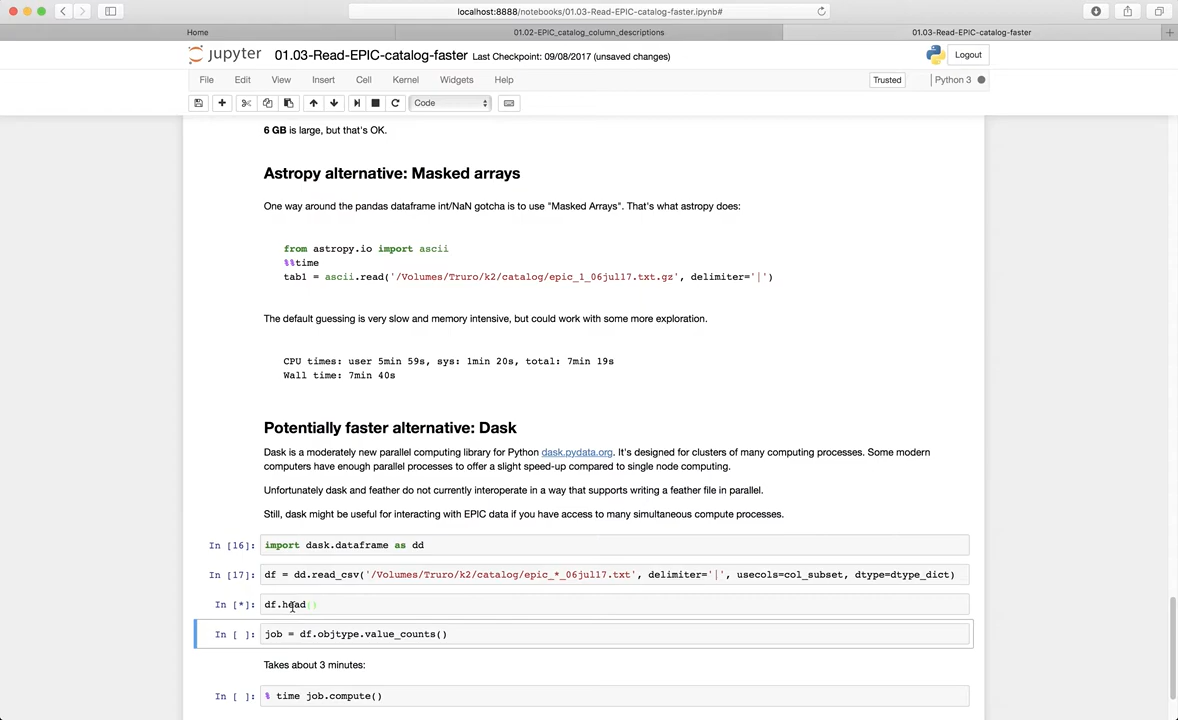 localhost:8888/notebooks/01.03-Read-EPIC-catalog-faster.ipynb#
Home
01.02-EPIC_catalog_column_descriptions
01.03-Read-EPIC-catalog-faster
jupyter 01.03-Read-EPIC-catalog-faster Last Checkpoint: 09/08/2017 (unsaved changes)
Logout
File Edit View Insert Cell Kernel Widgets Help
Trusted
Python 3
Code
6 GB is large, but that's OK.
Astropy alternative: Masked arrays
One way around the pandas dataframe int/NaN gotcha is to use "Masked Arrays". That's what astropy does:
from astropy.io import ascii
%%time
tab1 = ascii.read('/Volumes/Truro/k2/catalog/epic_1_06jul17.txt.gz', delimiter='|')
The default guessing is very slow and memory intensive, but could work with some more exploration.
CPU times: user 5min 59s, sys: 1min 20s, total: 7min 19s
Wall time: 7min 40s
Potentially faster alternative: Dask
Dask is a moderately new parallel computing library for Python dask.pydata.org. It's designed for clusters of many computing processes. Some modern
computers have enough parallel processes to offer a slight speed-up compared to single node computing.
Unfortunately dask and feather do not currently interoperate in a way that supports writing a feather file in parallel.
Still, dask might be useful for interacting with EPIC data if you have access to many simultaneous compute processes.
In [16]: import dask.dataframe as dd
In [17]: df = dd.read_csv('/Volumes/Truro/k2/catalog/epic_*_06jul17.txt', delimiter='|', usecols=col_subset, dtype=dtype_dict)
In [*]: df.head()
In [ ]: job = df.objtype.value_counts()
Takes about 3 minutes:
In [ ]: % time job.compute()